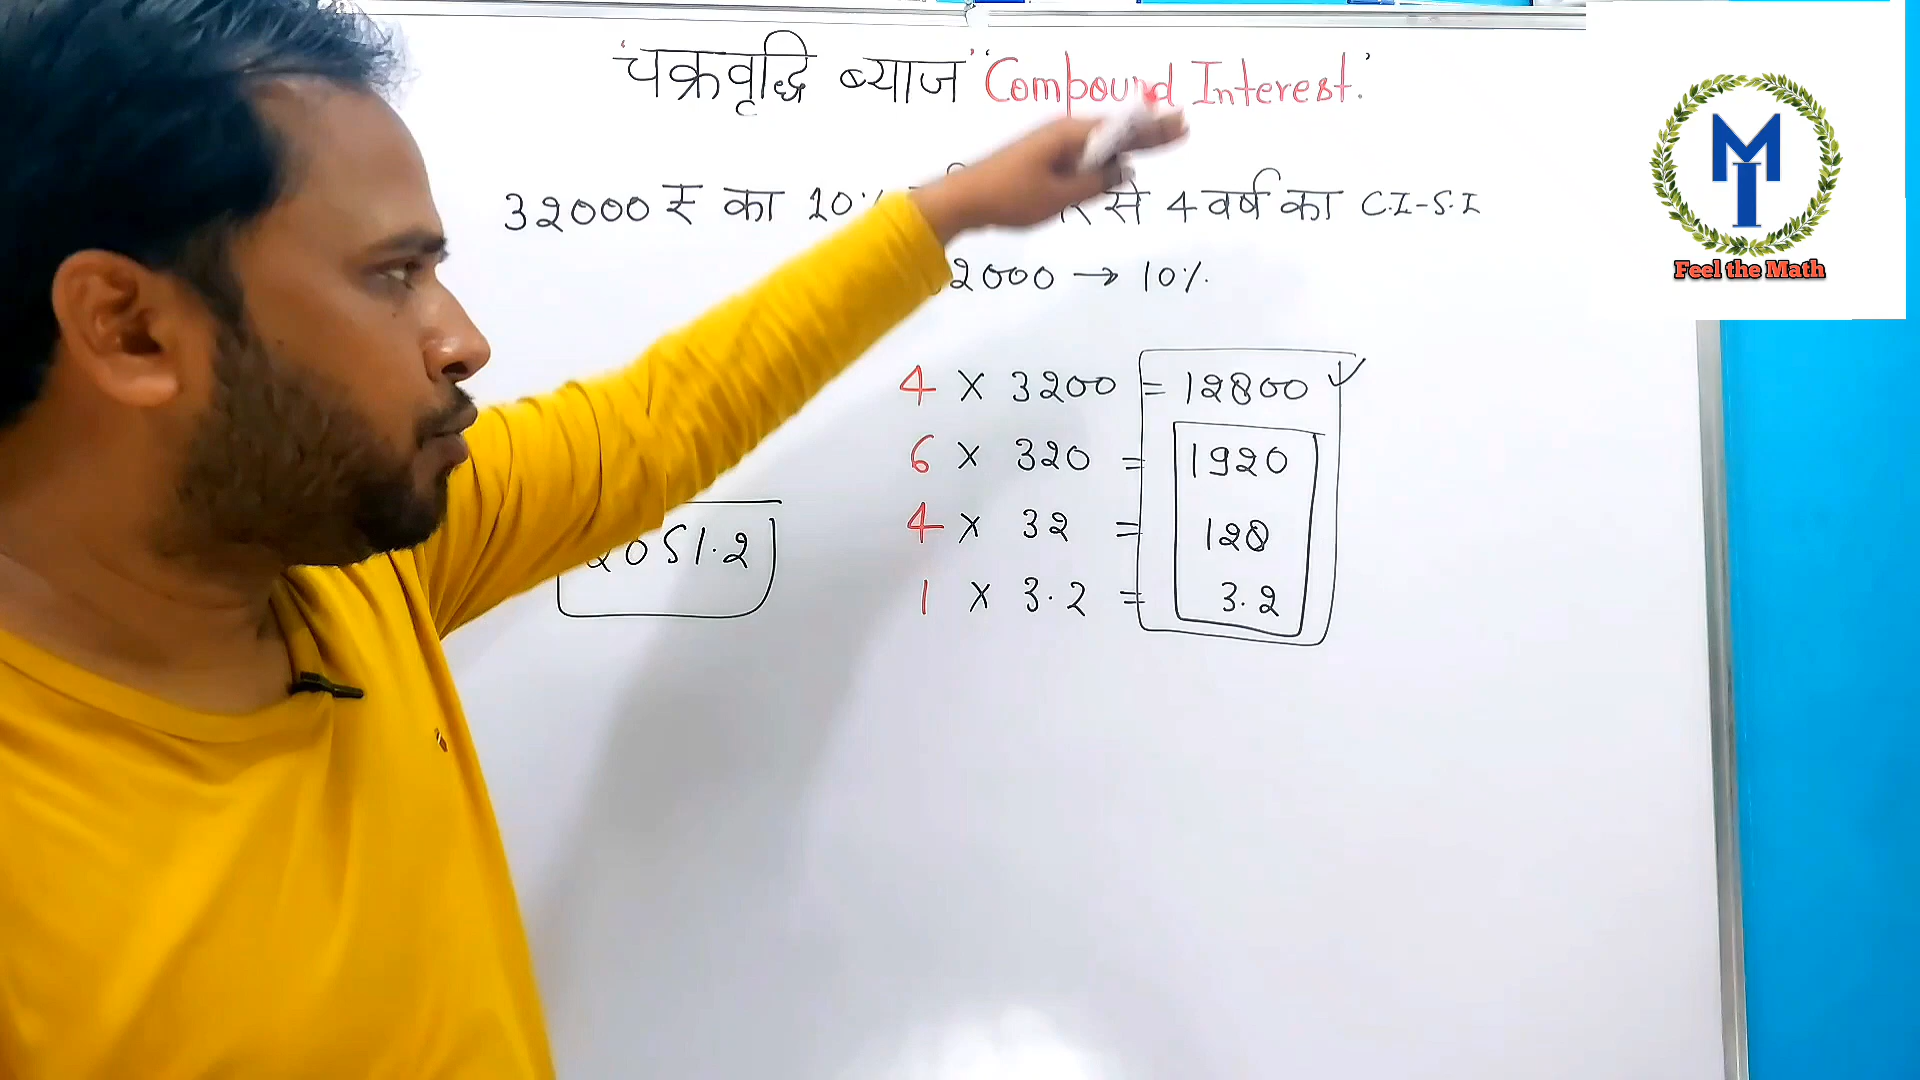 'चक्रवृद्धि ब्याज' 'Compound Interest.'
32000 ₹ का 10% से 4 वर्ष का C.I-S.I
2000 → 10%.
4 × 3200 = 12800 ✓
6 × 320 = 1920
4 × 32 = 128
1 × 3.2 = 3.2
2051.2
MI
Feel the Math